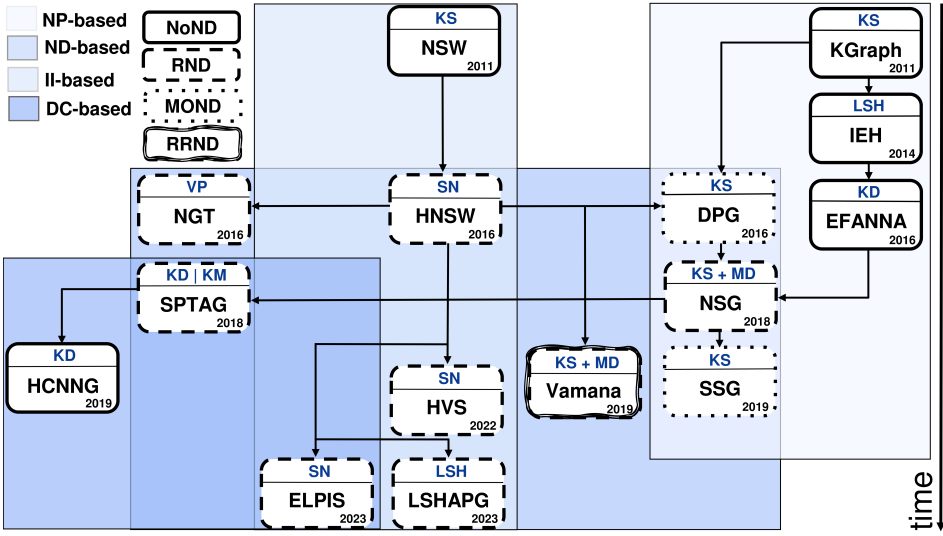 NP-based
ND-based
II-based
DC-based
NoND
RND
MOND
RRND
KS
NSW
2011
KS
KGraph
2011
LSH
IEH
2014
KD
EFANNA
2016
VP
NGT
2016
SN
HNSW
2016
KS
DPG
2016
KD | KM
SPTAG
2018
KS + MD
NSG
2018
KD
HCNNG
2019
SN
HVS
2022
KS + MD
Vamana
2019
KS
SSG
2019
SN
ELPIS
2023
LSH
LSHAPG
2023
time